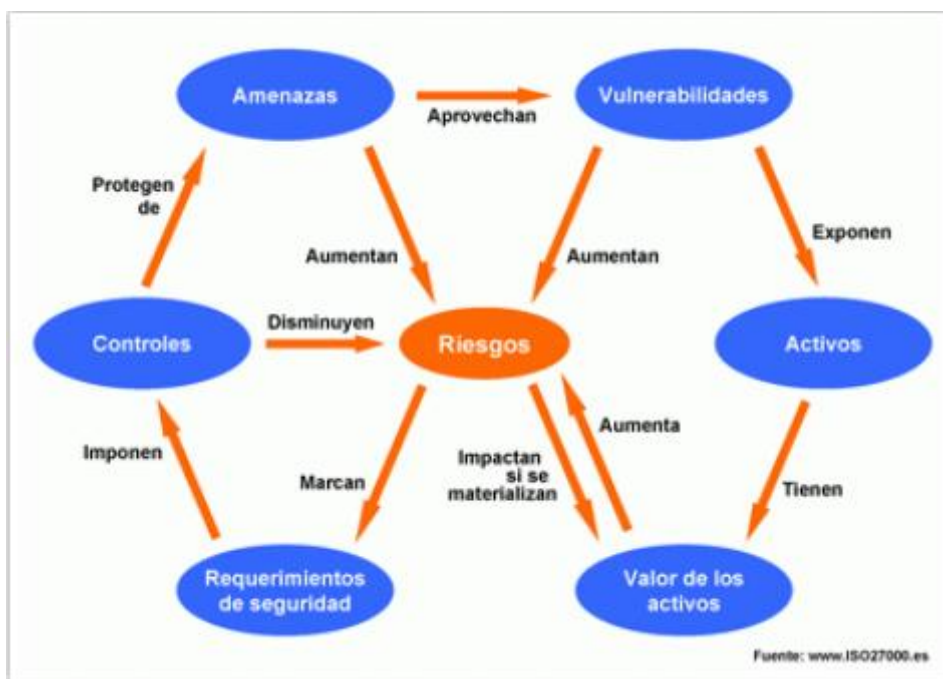 Amenazas
Aprovechan
Vulnerabilidades
Protegen
de
Aumentan
Aumentan
Exponen
Controles
Disminuyen
Riesgos
Activos
Imponen
Marcan
Impactan
si se
materializan
Aumenta
Tienen
Requerimientos
de seguridad
Valor de los
activos
Fuente: www.ISO27000.es